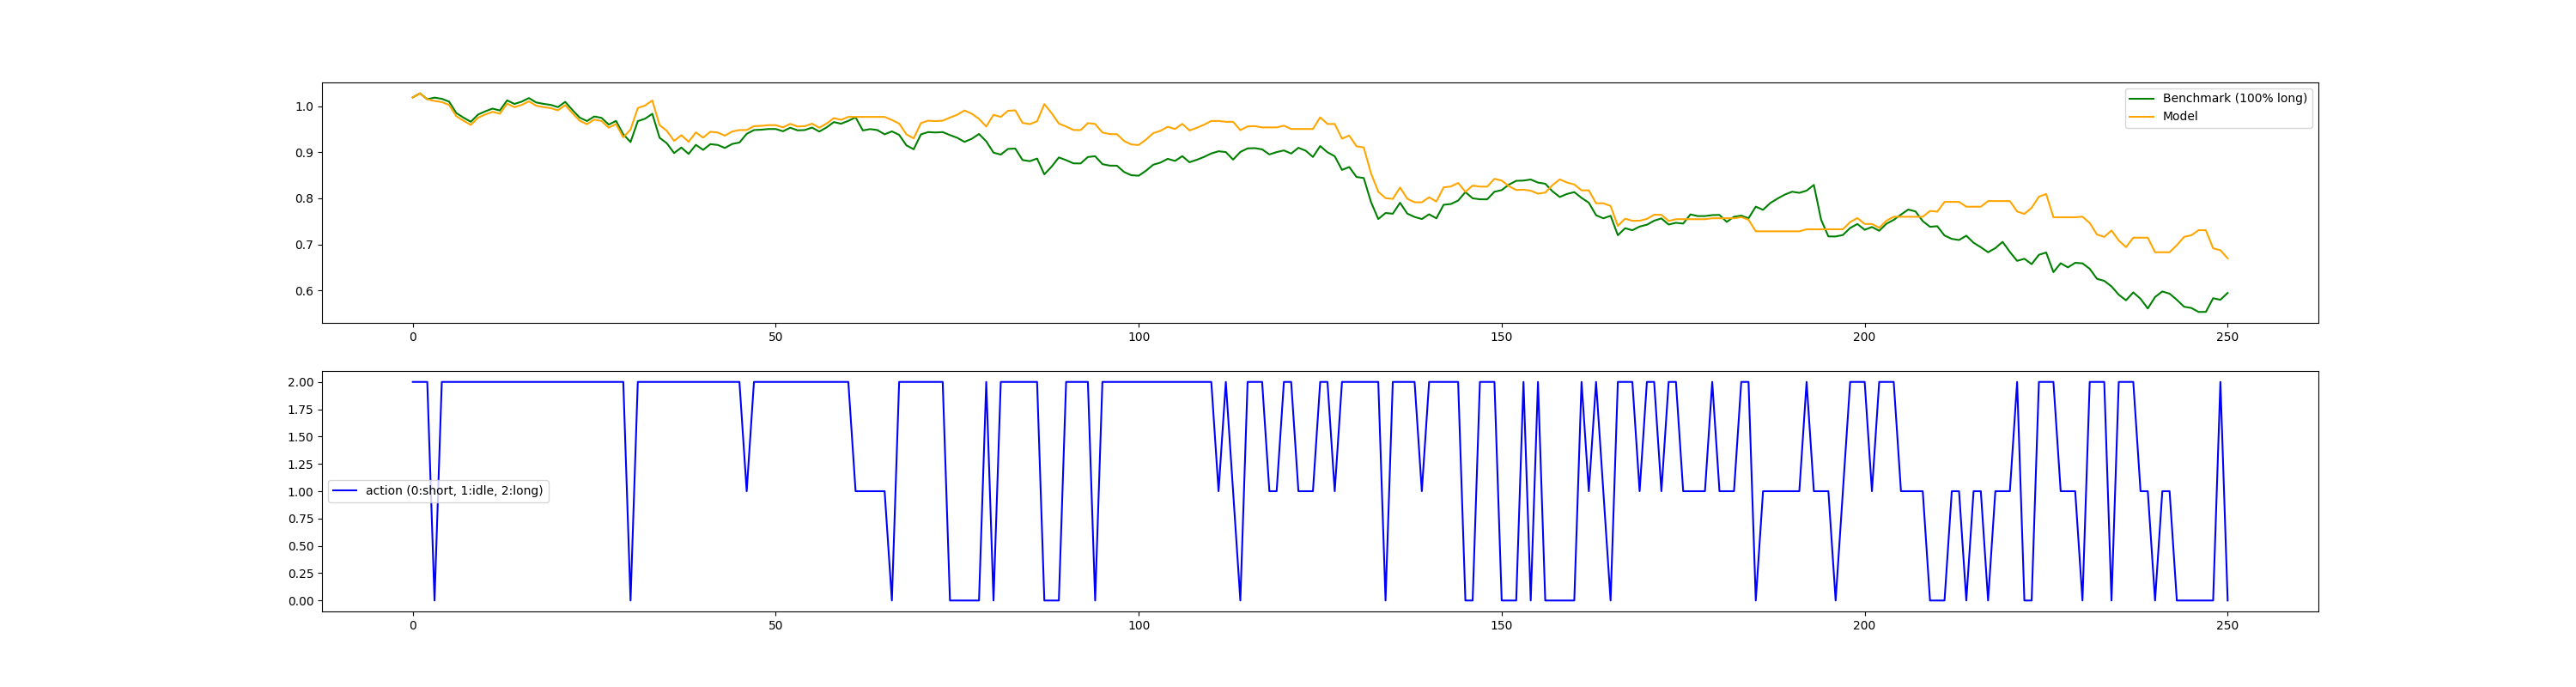 1.0
0.9
0.8
0.7
0.6
Benchmark (100% long)
Model
0 50 100 150 200 250
2.00
1.75
1.50
1.25
1.00
0.75
0.50
0.25
0.00
action (0:short, 1:idle, 2:long)
0 50 100 150 200 250